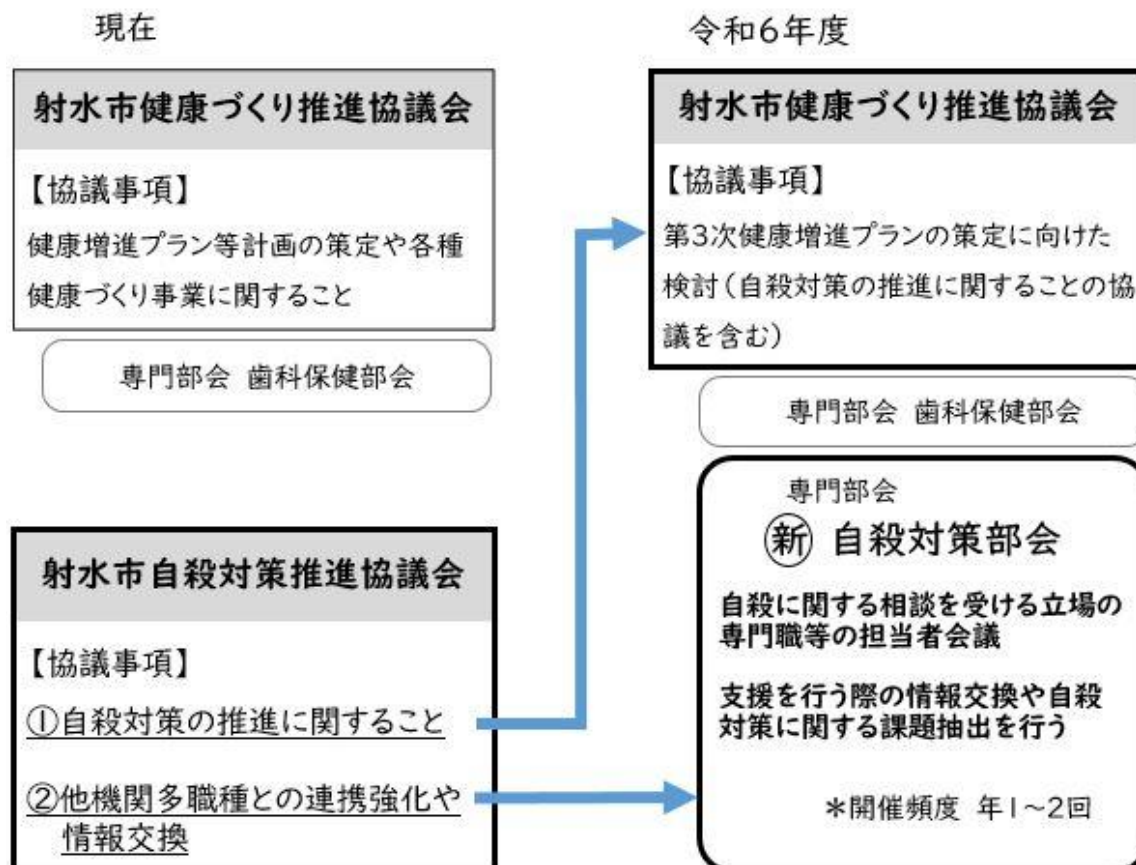 現在
射水市健康づくり推進協議会
【協議事項】
健康増進プラン等計画の策定や各種
健康づくり事業に関すること
専門部会 歯科保健部会
射水市自殺対策推進協議会
【協議事項】
①自殺対策の推進に関すること
②他機関多職種との連携強化や
情報交換
令和6年度
射水市健康づくり推進協議会
【協議事項】
第3次健康増進プランの策定に向けた
検討（自殺対策の推進に関することの協
議を含む）
専門部会 歯科保健部会
専門部会
新 自殺対策部会
自殺に関する相談を受ける立場の
専門職等の担当者会議
支援を行う際の情報交換や自殺
対策に関する課題抽出を行う
＊開催頻度 年1～2回